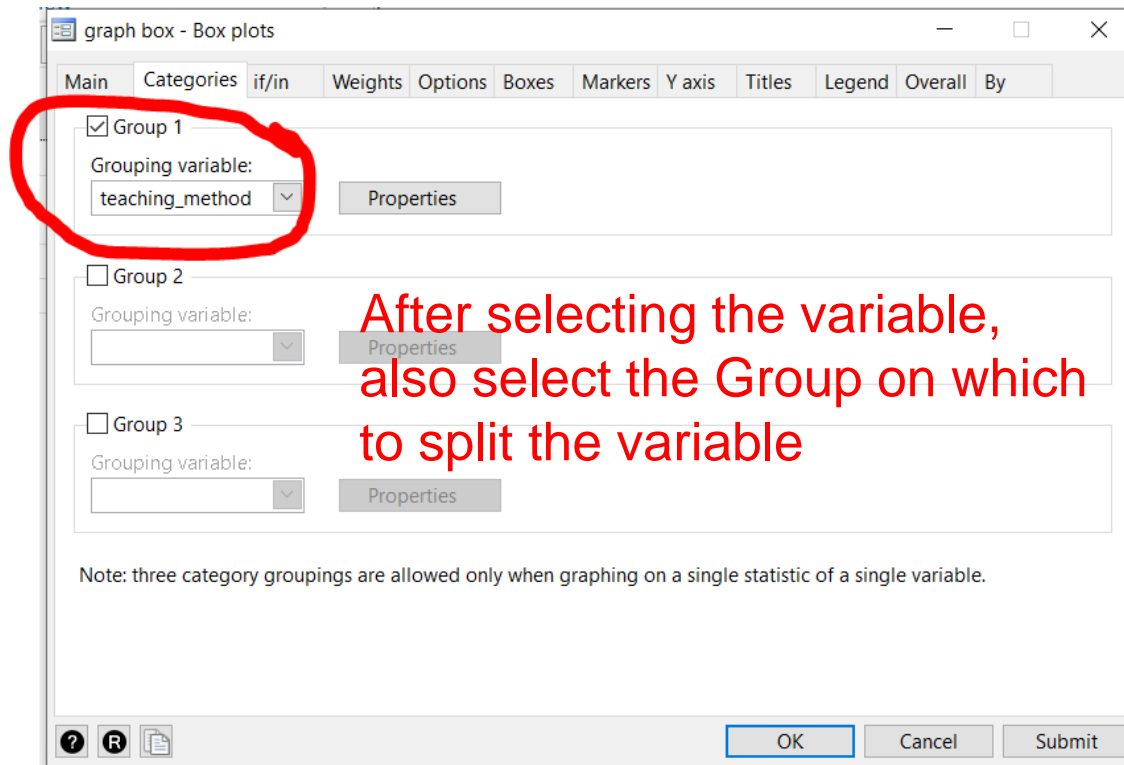 graph box - Box plots
Main Categories if/in Weights Options Boxes Markers Y axis Titles Legend Overall By
Group 1
Grouping variable:
teaching_method Properties
Group 2
Grouping variable:
Properties
After selecting the variable,
also select the Group on which
to split the variable
Group 3
Grouping variable:
Properties
Note: three category groupings are allowed only when graphing on a single statistic of a single variable.
? R OK Cancel Submit